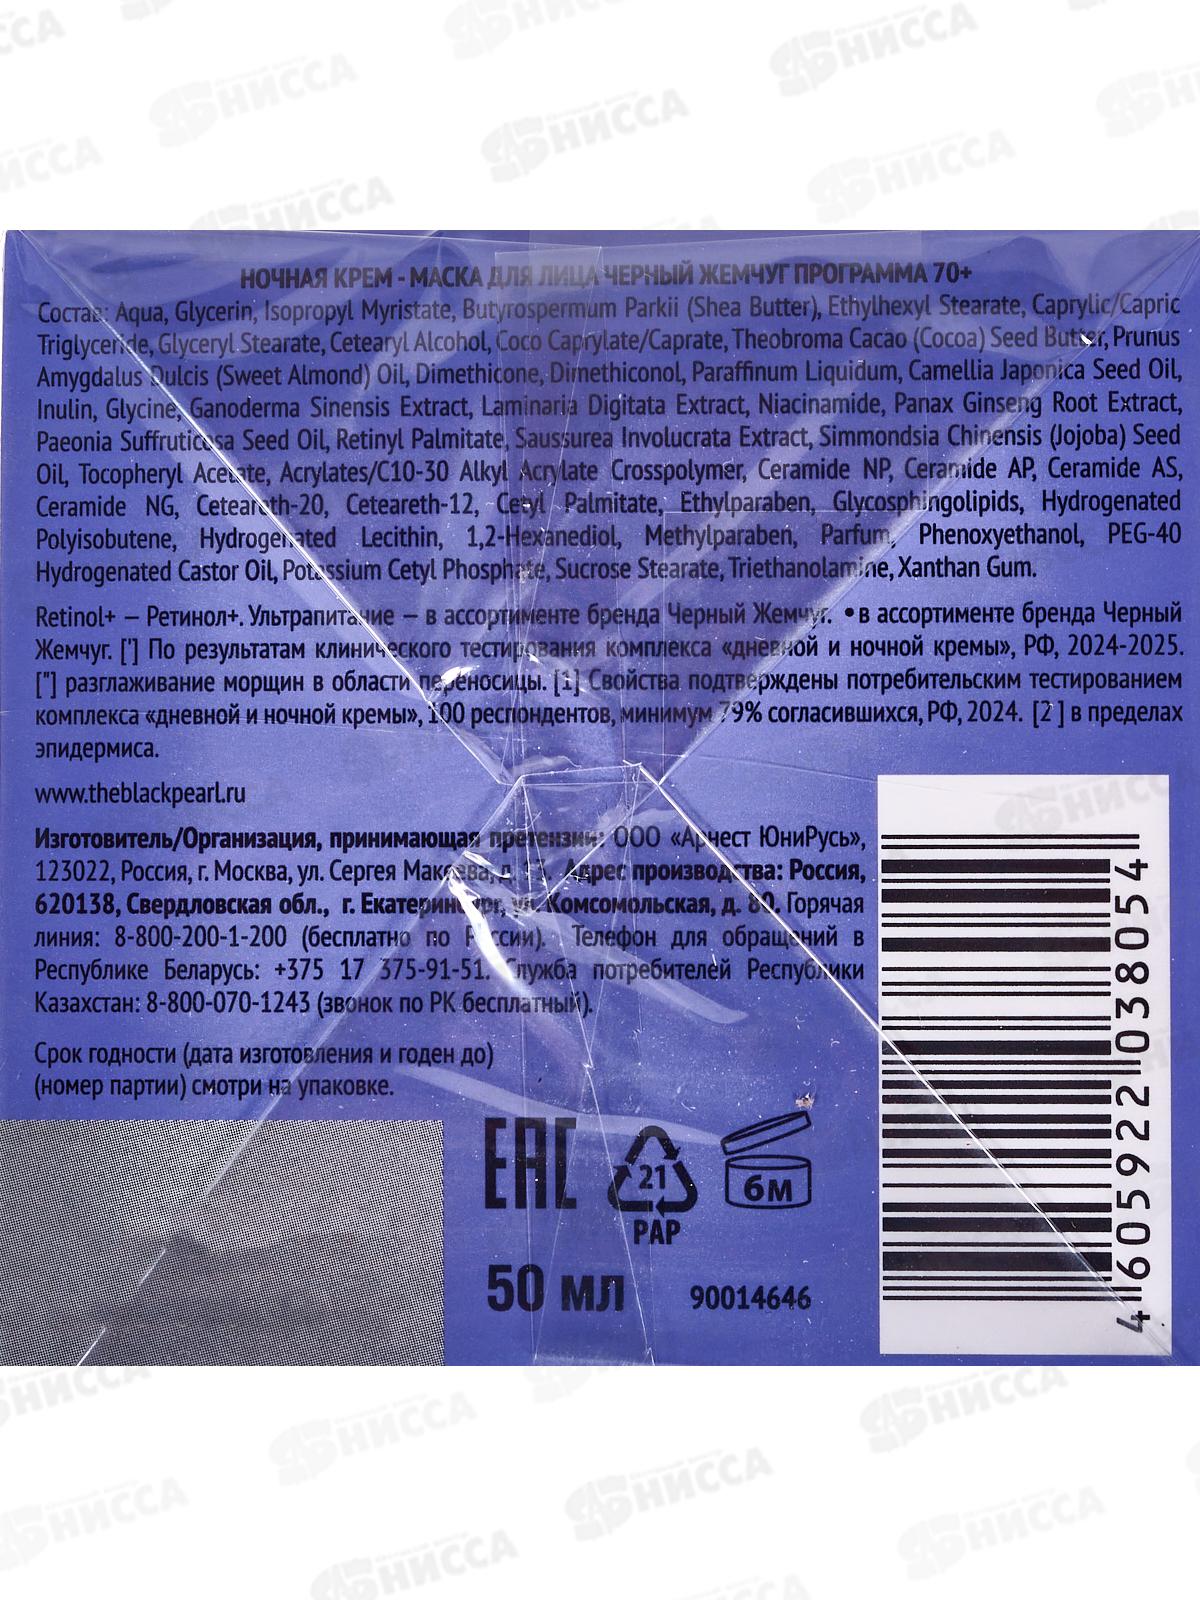 НОЧНАЯ КРЕМ - МАСКА ДЛЯ ЛИЦА ЧЕРНЫЙ ЖЕМЧУГ ПРОГРАММА 70+
Состав: Aqua, Glycerin, Isopropyl Myristate, Butyrospermum Parkii (Shea Butter), Ethylhexyl Stearate, Caprylic/Capric
Triglyceride, Glyceryl Stearate, Cetearyl Alcohol, Coco Caprylate/Caprate, Theobroma Cacao (Cocoa) Seed Butter, Prunus
Amygdalus Dulcis (Sweet Almond) Oil, Dimethicone, Dimethiconol, Paraffinum Liquidum, Camellia Japonica Seed Oil,
Inulin, Glycine, Ganoderma Sinensis Extract, Laminaria Digitata Extract, Niacinamide, Panax Ginseng Root Extract,
Paeonia Suffruticosa Seed Oil, Retinyl Palmitate, Saussurea Involucrata Extract, Simmondsia Chinensis (Jojoba) Seed
Oil, Tocopheryl Acetate, Acrylates/C10-30 Alkyl Acrylate Crosspolymer, Ceramide NP, Ceramide AP, Ceramide AS,
Ceramide NG, Ceteareth-20, Ceteareth-12, Cetyl Palmitate, Ethylparaben, Glycosphingolipids, Hydrogenated
Polyisobutene, Hydrogenated Lecithin, 1,2-Hexanediol, Methylparaben, Parfum, Phenoxyethanol, PEG-40
Hydrogenated Castor Oil, Potassium Cetyl Phosphate, Sucrose Stearate, Triethanolamine, Xanthan Gum.
Retinol+ — Ретинол+. Ультрапитание — в ассортименте бренда Черный Жемчуг. • в ассортименте бренда Черный
Жемчуг. ['] По результатам клинического тестирования комплекса «дневной и ночной кремы», РФ, 2024-2025.
["] разглаживание морщин в области переносицы. [1] Свойства подтверждены потребительским тестированием
комплекса «дневной и ночной кремы», 100 респондентов, минимум 79% согласившихся, РФ, 2024. [2] в пределах
эпидермиса.
www.theblackpearl.ru
Изготовитель/Организация, принимающая претензии: ООО «Арнест ЮниРусь»,
123022, Россия, г. Москва, ул. Сергея Макеева, д. 13. Адрес производства: Россия,
620138, Свердловская обл., г. Екатеринбург, ул. Комсомольская, д. 80. Горячая
линия: 8-800-200-1-200 (бесплатно по России). Телефон для обращений в
Республике Беларусь: +375 17 375-91-51. Служба потребителей Республики
Казахстан: 8-800-070-1243 (звонок по РК бесплатный).
Срок годности (дата изготовления и годен до)
(номер партии) смотри на упаковке.
ЕАС
21
PAP
6М
50 мл
90014646
4 605922 038054
НИССА